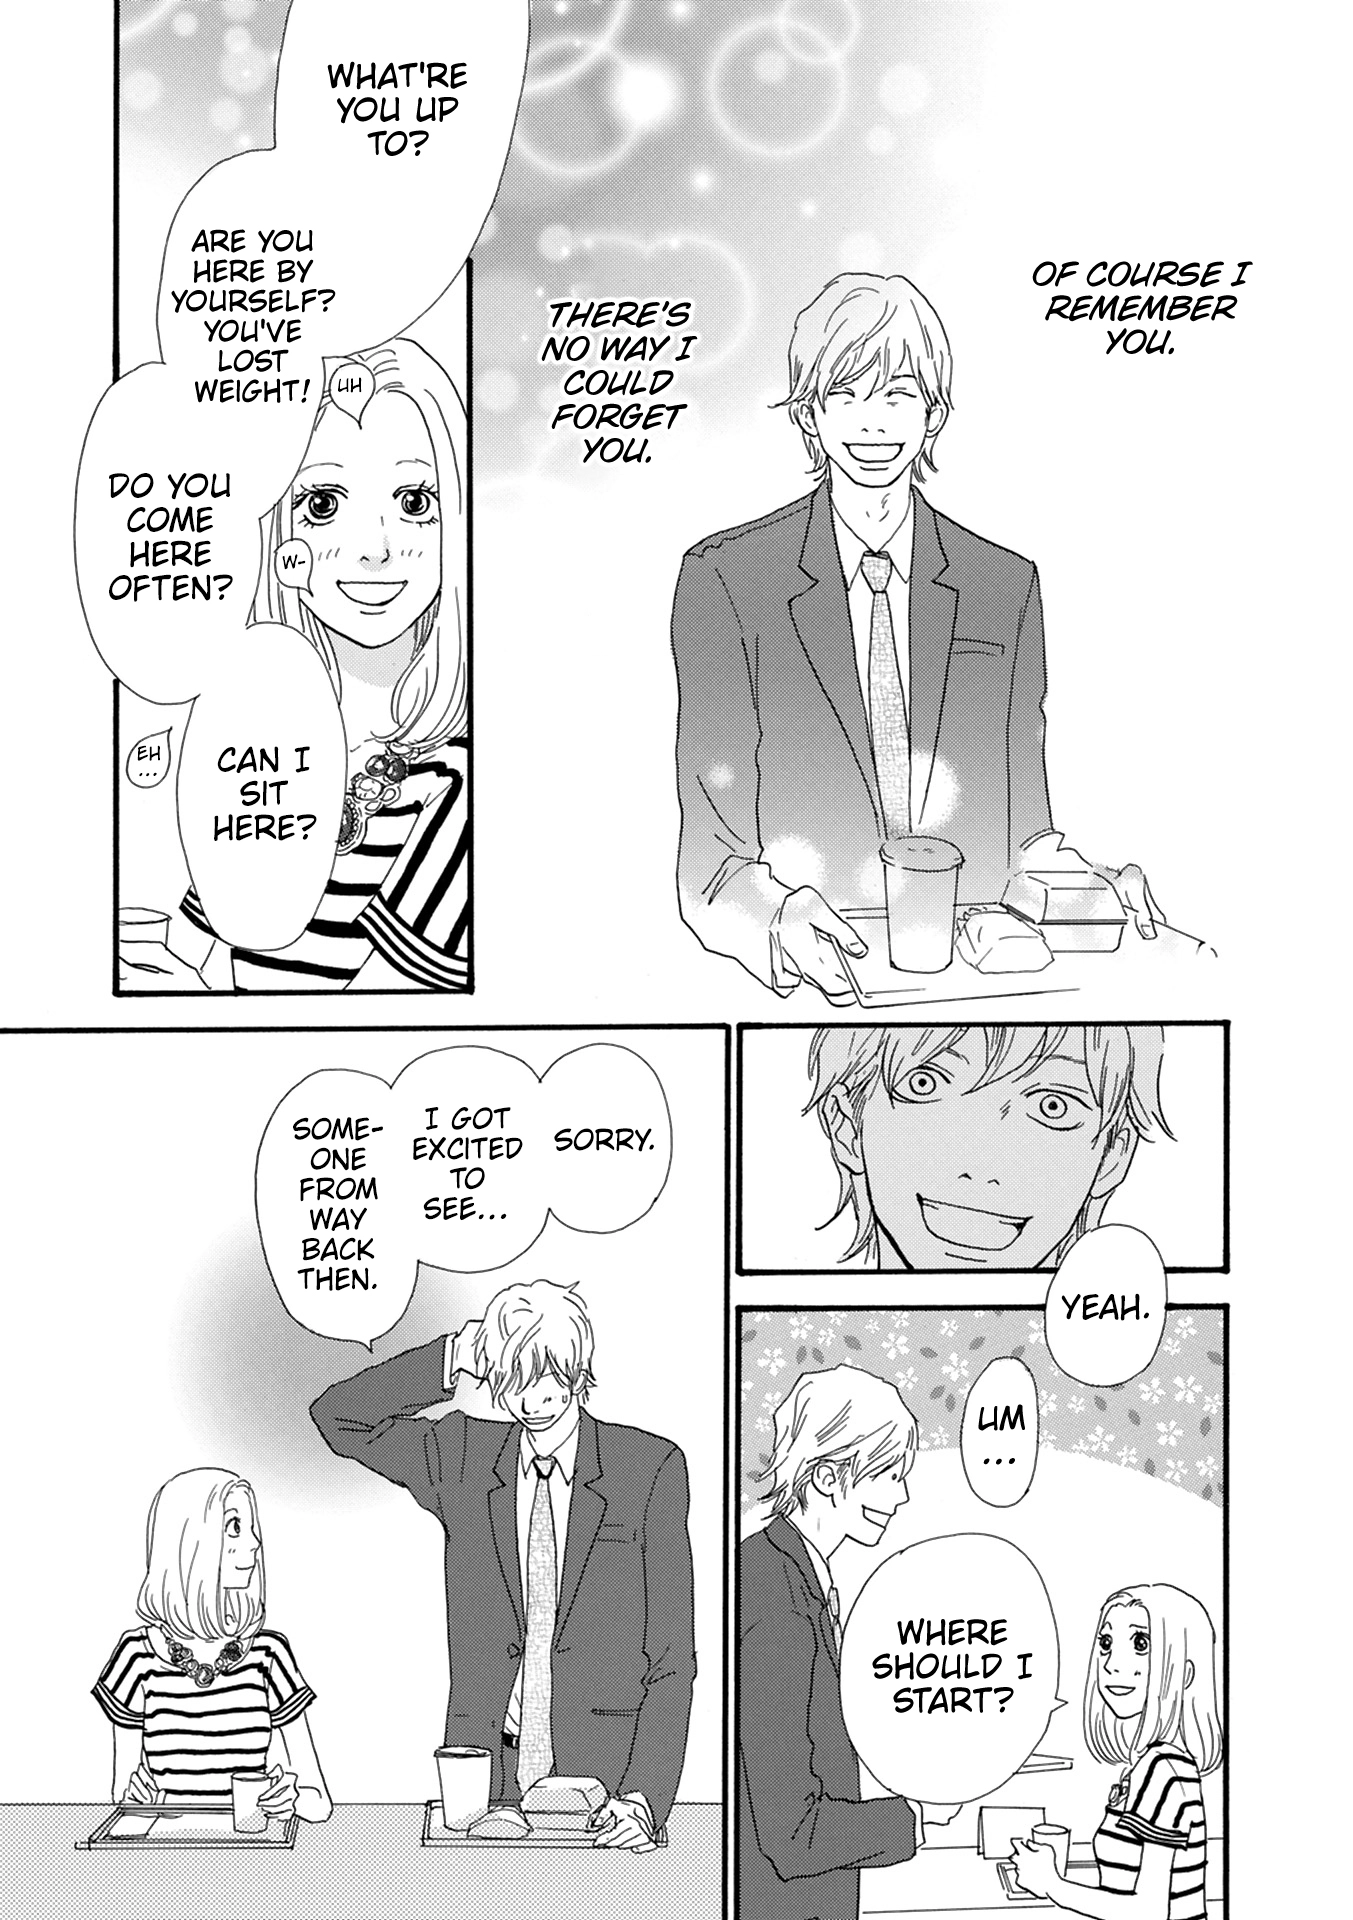 OF COURSE I
REMEMBER
YOU.
THERE'S
NO WAY I
COULD
FORGET
YOU.
WHAT'RE
YOU UP
TO?
ARE YOU
HERE BY
YOURSELF?
YOU'VE
LOST
WEIGHT!
UH
DO YOU
COME
HERE
OFTEN?
W-
CAN I
SIT
HERE?
EH
...
YEAH.
UM
...
WHERE
SHOULD I
START?
SORRY.
I GOT
EXCITED
TO
SEE...
SOME-
ONE
FROM
WAY
BACK
THEN.